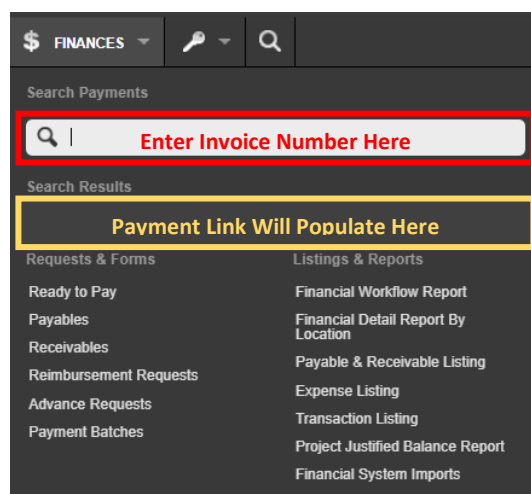 $ FINANCES
Search Payments
Enter Invoice Number Here
Search Results
Payment Link Will Populate Here
Requests & Forms
Ready to Pay
Payables
Receivables
Reimbursement Requests
Advance Requests
Payment Batches
Listings & Reports
Financial Workflow Report
Financial Detail Report By
Location
Payable & Receivable Listing
Expense Listing
Transaction Listing
Project Justified Balance Report
Financial System Imports